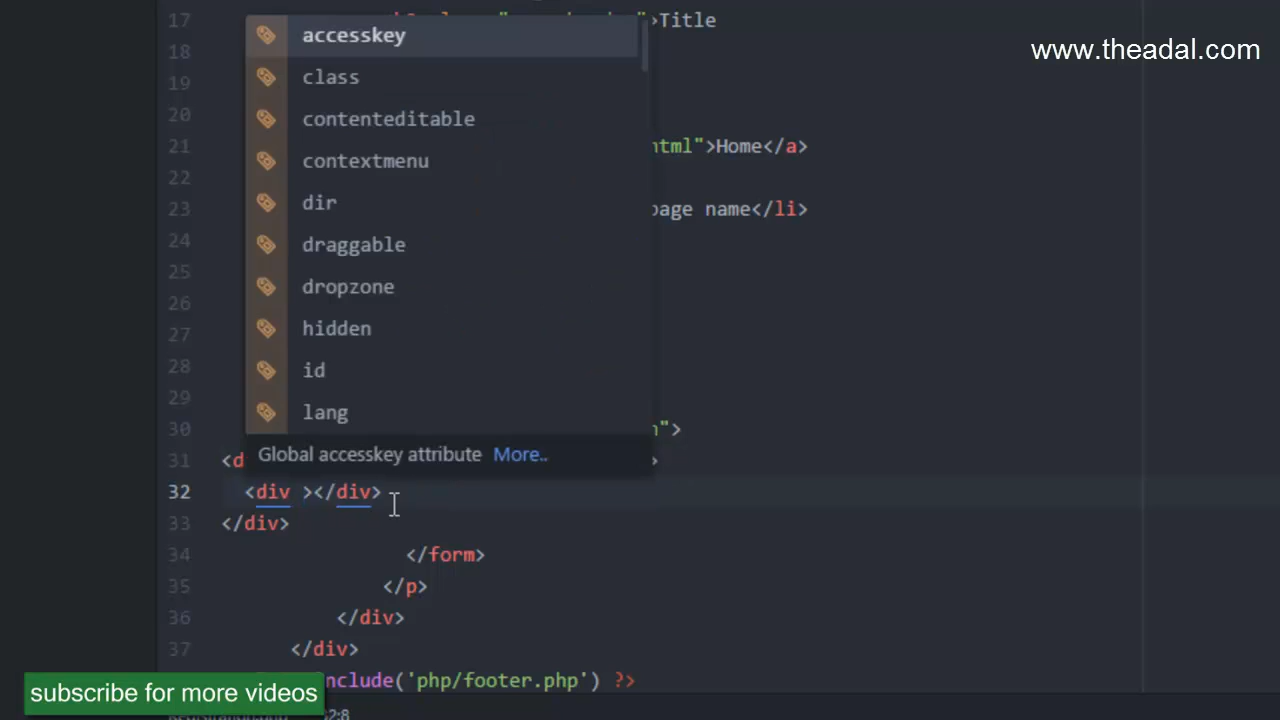 17 >Title
accesskey
www.theadal.com
18
class
19
20 contenteditable
21 html">Home</a>
contextmenu
22
23 dir page name</li>
24 draggable
25
26 dropzone
27 hidden
28 id
29
lang
30 ">
Global accesskey attribute More..
31 <d >
32 <div ></div>
33 </div>
34 </form>
35 </p>
36 </div>
37 </div>
subscribe for more videos
include('php/footer.php') ?>